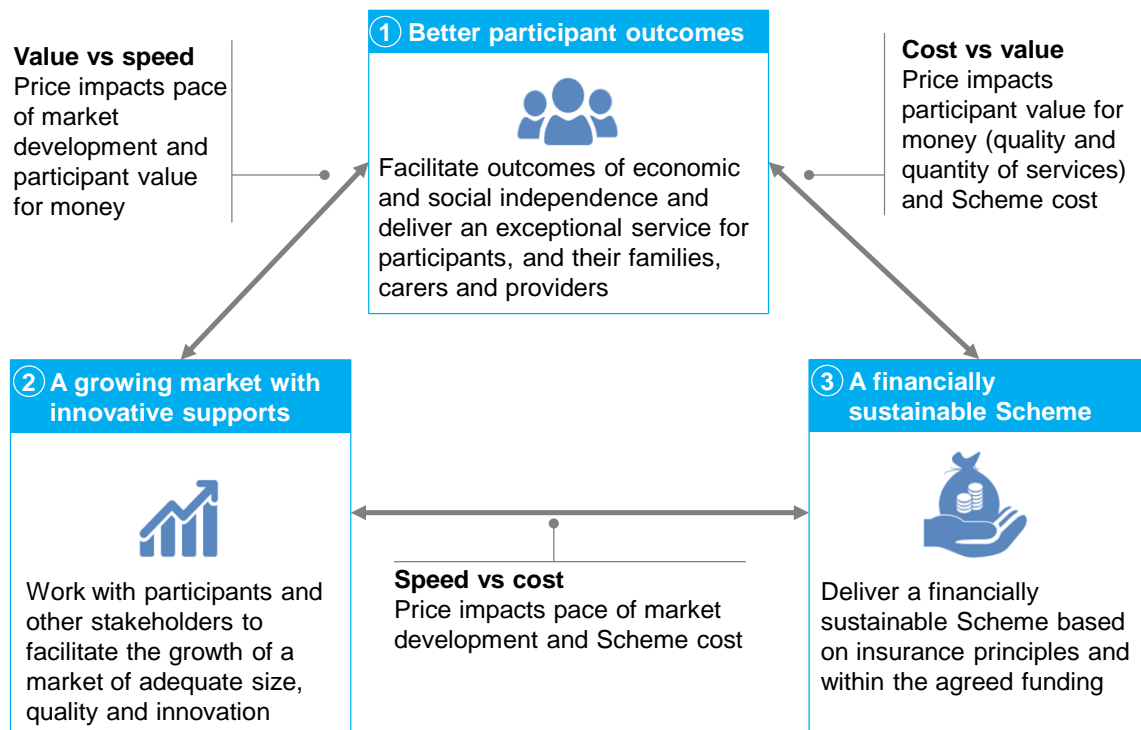 Value vs speed
Price impacts pace
of market
development and
participant value
for money
1 Better participant outcomes
Facilitate outcomes of economic
and social independence and
deliver an exceptional service for
participants, and their families,
carers and providers
Cost vs value
Price impacts
participant value for
money (quality and
quantity of services)
and Scheme cost
2 A growing market with
innovative supports
Work with participants and
other stakeholders to
facilitate the growth of a
market of adequate size,
quality and innovation
Speed vs cost
Price impacts pace of market
development and Scheme cost
3 A financially
sustainable Scheme
Deliver a financially
sustainable Scheme based
on insurance principles and
within the agreed funding